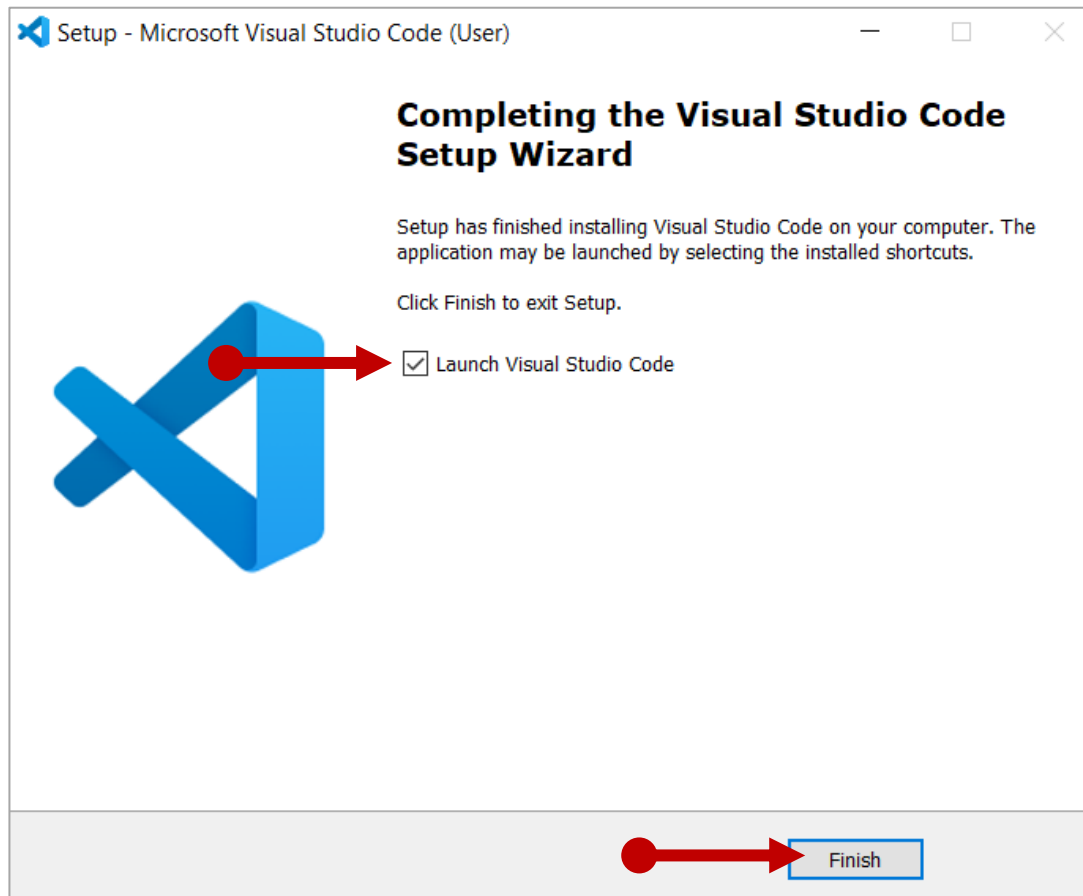 Setup - Microsoft Visual Studio Code (User)
Completing the Visual Studio Code
Setup Wizard
Setup has finished installing Visual Studio Code on your computer. The
application may be launched by selecting the installed shortcuts.
Click Finish to exit Setup.
Launch Visual Studio Code
Finish